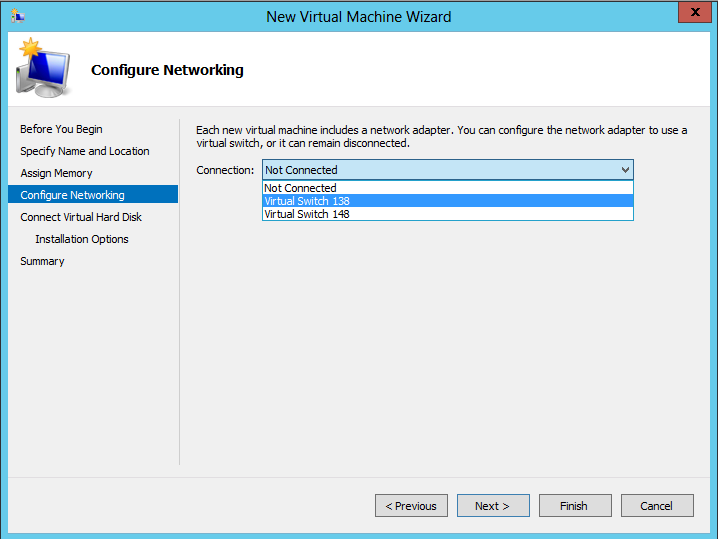 New Virtual Machine Wizard
x
Configure Networking
Before You Begin
Specify Name and Location
Assign Memory
Configure Networking
Connect Virtual Hard Disk
Installation Options
Summary
Each new virtual machine includes a network adapter. You can configure the network adapter to use a
virtual switch, or it can remain disconnected.
Connection: Not Connected
Not Connected
Virtual Switch 138
Virtual Switch 148
< Previous
Next >
Finish
Cancel